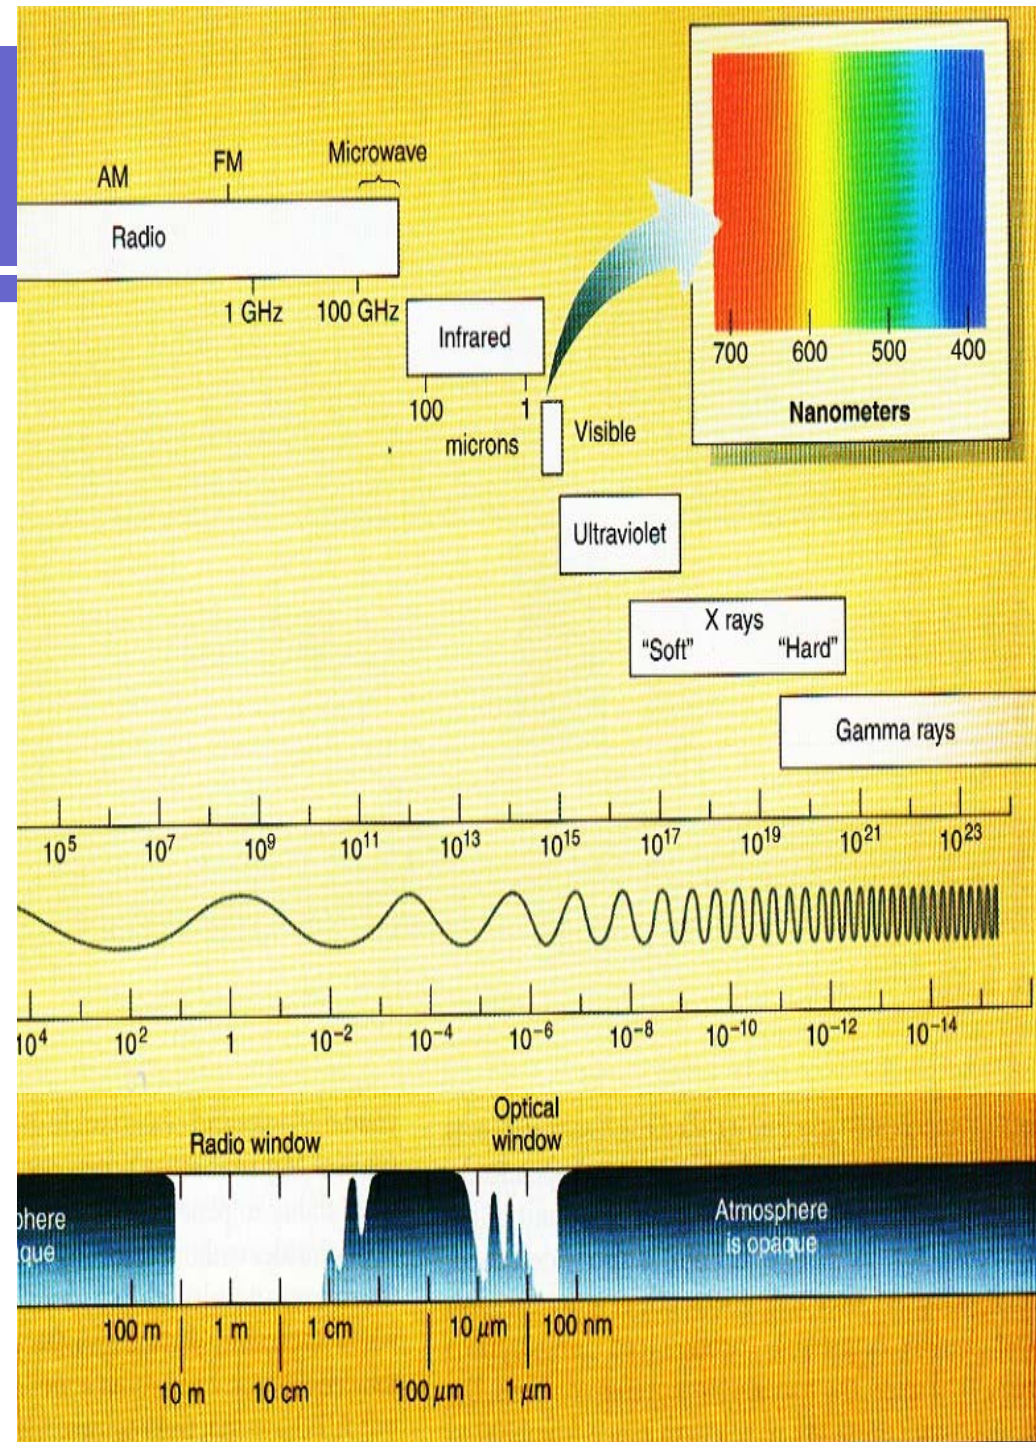 AM
FM
Microwave
Radio
1 GHz
100 GHz
Infrared
100
1
microns
Visible
700
600
500
400
Nanometers
Ultraviolet
X rays
“Soft”
“Hard”
Gamma rays
10⁵ 10⁷ 10⁹ 10¹¹ 10¹³ 10¹⁵ 10¹⁷ 10¹⁹ 10²¹ 10²³
10⁴ 10² 1 10⁻² 10⁻⁴ 10⁻⁶ 10⁻⁸ 10⁻¹⁰ 10⁻¹² 10⁻¹⁴
Radio window
Optical
window
phere
que
Atmosphere
is opaque
100 m 1 m 1 cm 10 µm 100 nm
10 m 10 cm 100 µm 1 µm